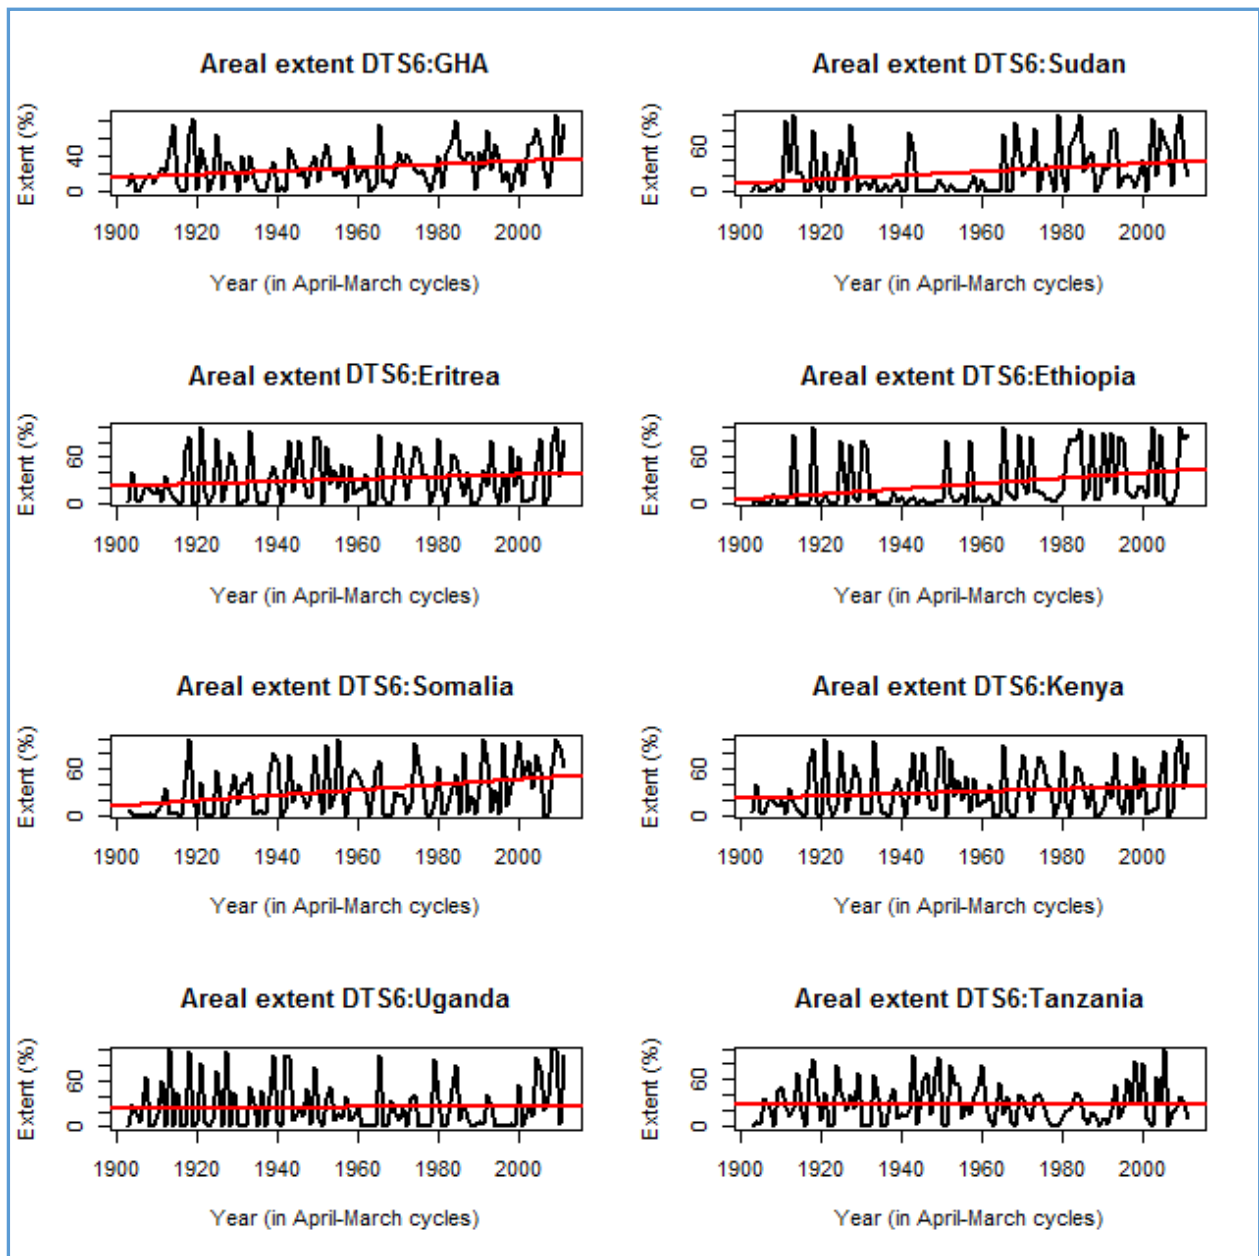 Areal extent DTS6:GHA
Extent (%)
0 40
1900 1920 1940 1960 1980 2000
Year (in April-March cycles)
Areal extent DTS6:Sudan
Extent (%)
0 60
1900 1920 1940 1960 1980 2000
Year (in April-March cycles)
Areal extent DTS6:Eritrea
Extent (%)
0 60
1900 1920 1940 1960 1980 2000
Year (in April-March cycles)
Areal extent DTS6:Ethiopia
Extent (%)
0 60
1900 1920 1940 1960 1980 2000
Year (in April-March cycles)
Areal extent DTS6:Somalia
Extent (%)
0 60
1900 1920 1940 1960 1980 2000
Year (in April-March cycles)
Areal extent DTS6:Kenya
Extent (%)
0 60
1900 1920 1940 1960 1980 2000
Year (in April-March cycles)
Areal extent DTS6:Uganda
Extent (%)
0 60
1900 1920 1940 1960 1980 2000
Year (in April-March cycles)
Areal extent DTS6:Tanzania
Extent (%)
0 60
1900 1920 1940 1960 1980 2000
Year (in April-March cycles)